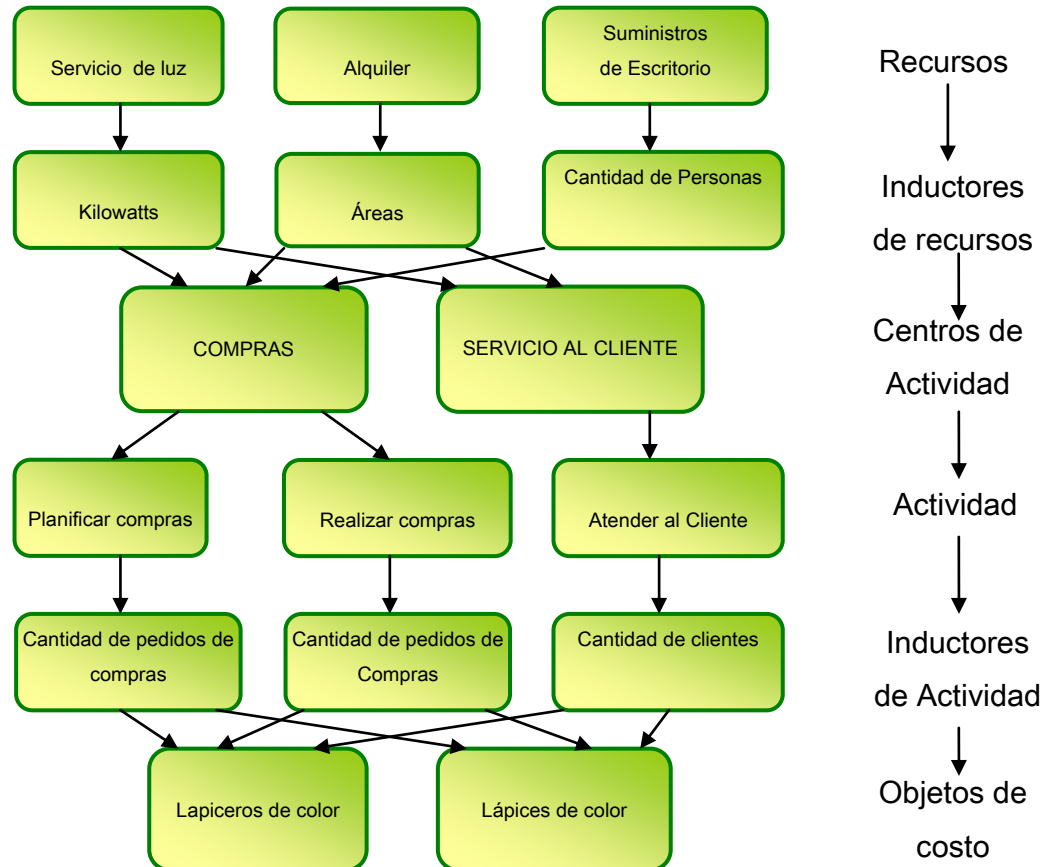 Servicio de luz
Alquiler
Suministros
de Escritorio
Recursos
Kilowatts
Áreas
Cantidad de Personas
Inductores
de recursos
COMPRAS
SERVICIO AL CLIENTE
Centros de
Actividad
Planificar compras
Realizar compras
Atender al Cliente
Actividad
Cantidad de pedidos de
compras
Cantidad de pedidos de
Compras
Cantidad de clientes
Inductores
de Actividad
Lapiceros de color
Lápices de color
Objetos de
costo